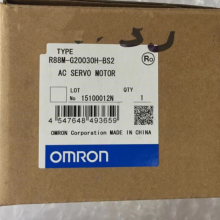 TYPE
R88M-G20030H-BS2
AC SERVO MOTOR
LOT
No 15100012N
QTY
1
4 547648 493659
OMRON Corporation MADE IN CHINA
OMRON